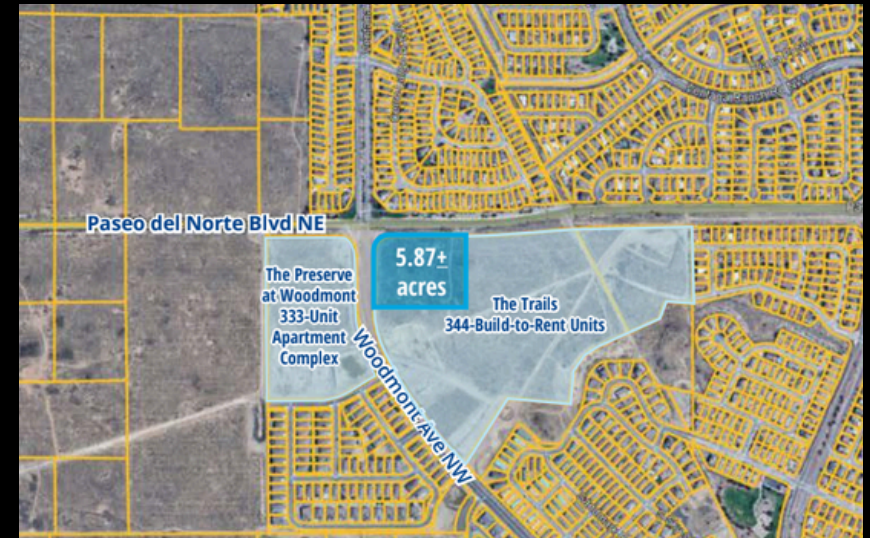 Paseo del Norte Blvd NE
5.87±
acres
The Preserve
at Woodmont
333-Unit
Apartment
Complex
The Trails
344-Build-to-Rent Units
Woodmont Ave NW